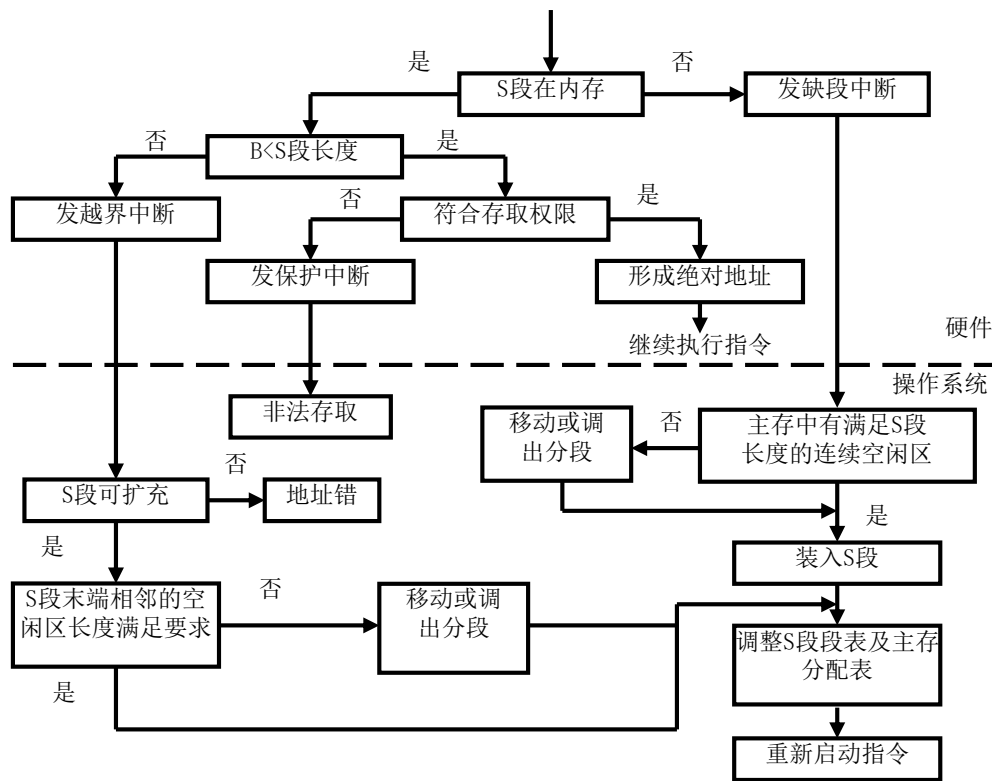 是
否
S段在内存
发缺段中断
否
B<S段长度
是
发越界中断
否
符合存取权限
是
发保护中断
形成绝对地址
继续执行指令
硬件
操作系统
非法存取
移动或调
出分段
否
主存中有满足S段
长度的连续空闲区
S段可扩充
否
地址错
是
是
装入S段
S段末端相邻的空
闲区长度满足要求
否
移动或调
出分段
调整S段段表及主存
分配表
是
重新启动指令